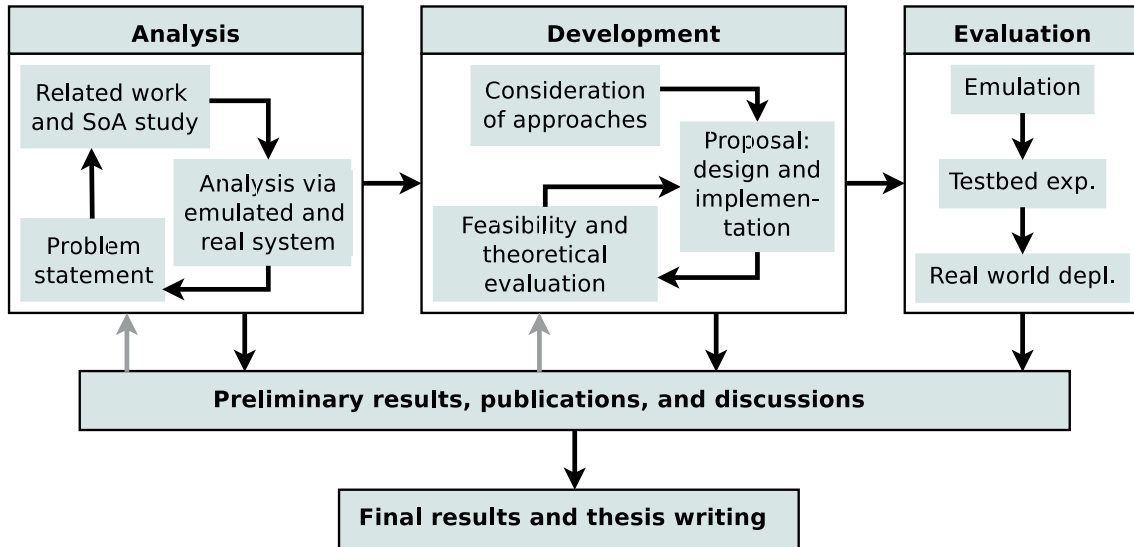 Analysis
Related work
and SoA study
Analysis via
emulated and
real system
Problem
statement
Development
Consideration
of approaches
Proposal:
design and
implemen-
tation
Feasibility and
theoretical
evaluation
Evaluation
Emulation
Testbed exp.
Real world depl.
Preliminary results, publications, and discussions
Final results and thesis writing